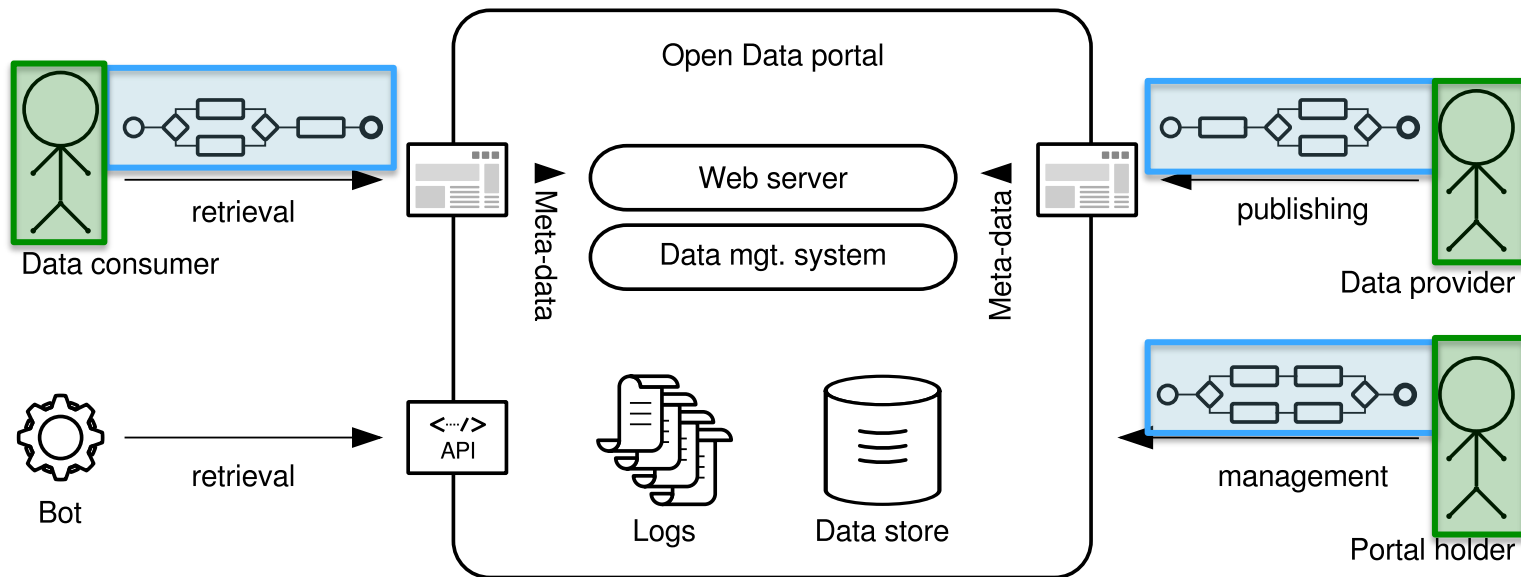 Open Data portal
Web server
Data mgt. system
Meta-data
Meta-data
retrieval
Data consumer
publishing
Data provider
<····/>
API
retrieval
Bot
Logs
Data store
management
Portal holder